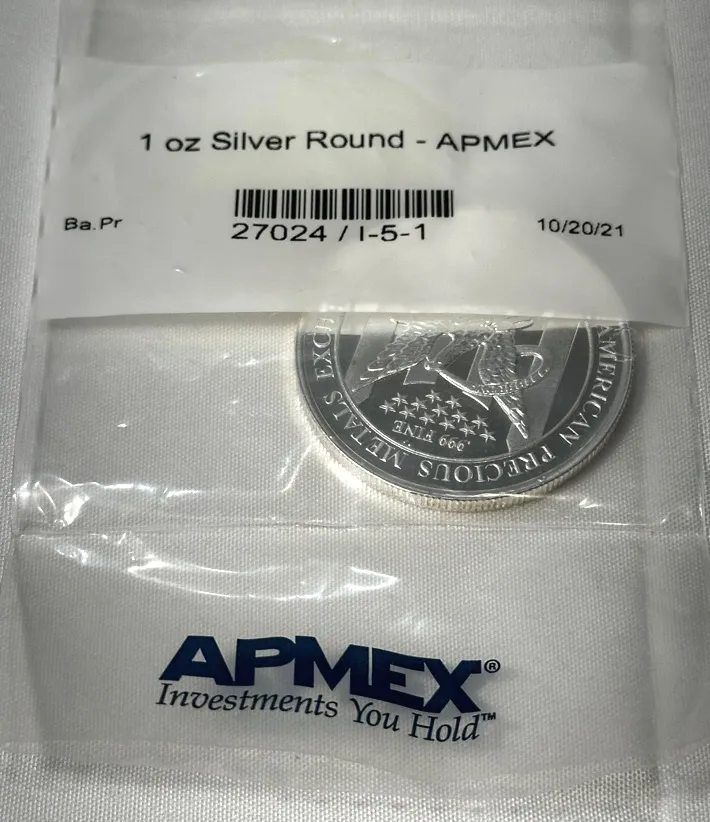 1 oz Silver Round - APMEX
Ba.Pr
27024 / I-5-1
10/20/21
AMERICAN PRECIOUS METALS EXCH
.999 FINE
APMEX®
Investments You Hold™